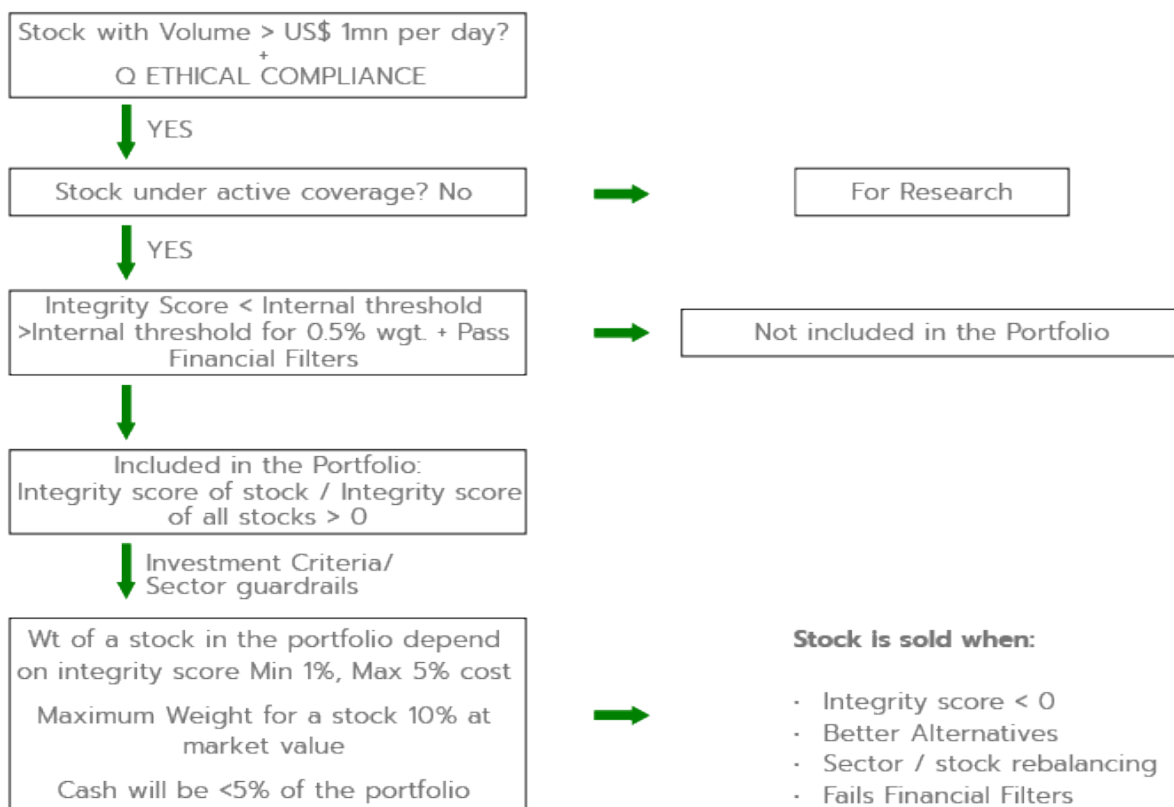 Stock with Volume > US$ 1mn per day?
+
Q ETHICAL COMPLIANCE
YES
Stock under active coverage? No
For Research
YES
Integrity Score < Internal threshold
>Internal threshold for 0.5% wgt. + Pass
Financial Filters
Not included in the Portfolio
Included in the Portfolio:
Integrity score of stock / Integrity score
of all stocks > 0
Investment Criteria/
Sector guardrails
Wt of a stock in the portfolio depend
on integrity score Min 1%, Max 5% cost
Maximum Weight for a stock 10% at
market value
Cash will be <5% of the portfolio
Stock is sold when:
· Integrity score < 0
· Better Alternatives
· Sector / stock rebalancing
· Fails Financial Filters